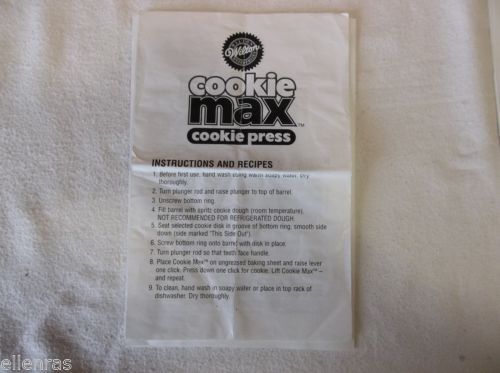 Wilton
cookie
max™
cookie press
INSTRUCTIONS AND RECIPES
1. Before first use, hand wash using warm soapy water. Dry
thoroughly.
2. Turn plunger rod and raise plunger to top of barrel.
3. Unscrew bottom ring.
4. Fill barrel with spritz cookie dough (room temperature).
NOT RECOMMENDED FOR REFRIGERATED DOUGH.
5. Seat selected cookie disk in groove of bottom ring, smooth side
down (side marked "This Side Out").
6. Screw bottom ring onto barrel with disk in place.
7. Turn plunger rod so that teeth face handle.
8. Place Cookie Max™ on ungreased baking sheet and raise lever
one click. Press down one click for cookie. Lift Cookie Max™ –
and repeat.
9. To clean, hand wash in soapy water or place in top rack of
dishwasher. Dry thoroughly.
ellenras
ellenras